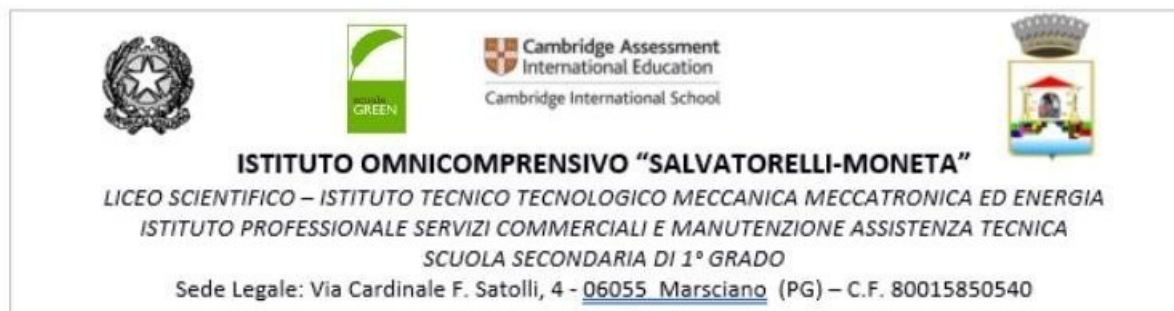 scuole
GREEN
Cambridge Assessment
International Education
Cambridge International School
ISTITUTO OMNICOMPRENSIVO “SALVATORELLI-MONETA”
LICEO SCIENTIFICO – ISTITUTO TECNICO TECNOLOGICO MECCANICA MECCATRONICA ED ENERGIA
ISTITUTO PROFESSIONALE SERVIZI COMMERCIALI E MANUTENZIONE ASSISTENZA TECNICA
SCUOLA SECONDARIA DI 1° GRADO
Sede Legale: Via Cardinale F. Satolli, 4 - 06055 Marsciano (PG) – C.F. 80015850540